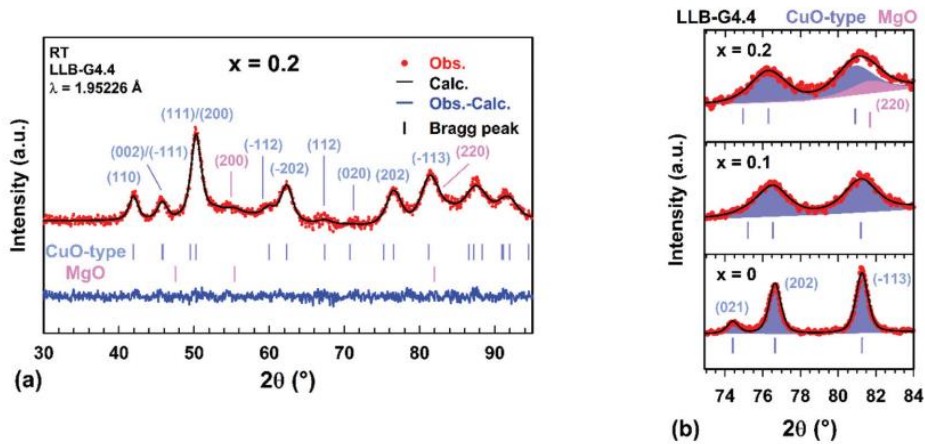 RT
LLB-G4.4
λ = 1.95226 Å
x = 0.2
Obs.
Calc.
Obs.-Calc.
Bragg peak
(111)/(200)
(002)/(-111)
(110)
(200)
(-112)
(-202)
(112)
(020)
(202)
(-113)
(220)
CuO-type
MgO
Intensity (a.u.)
30 40 50 60 70 80 90
2θ (°)
(a)
LLB-G4.4 CuO-type MgO
x = 0.2
(220)
x = 0.1
x = 0
(021)
(202)
(-113)
Intensity (a.u.)
74 76 78 80 82 84
2θ (°)
(b)